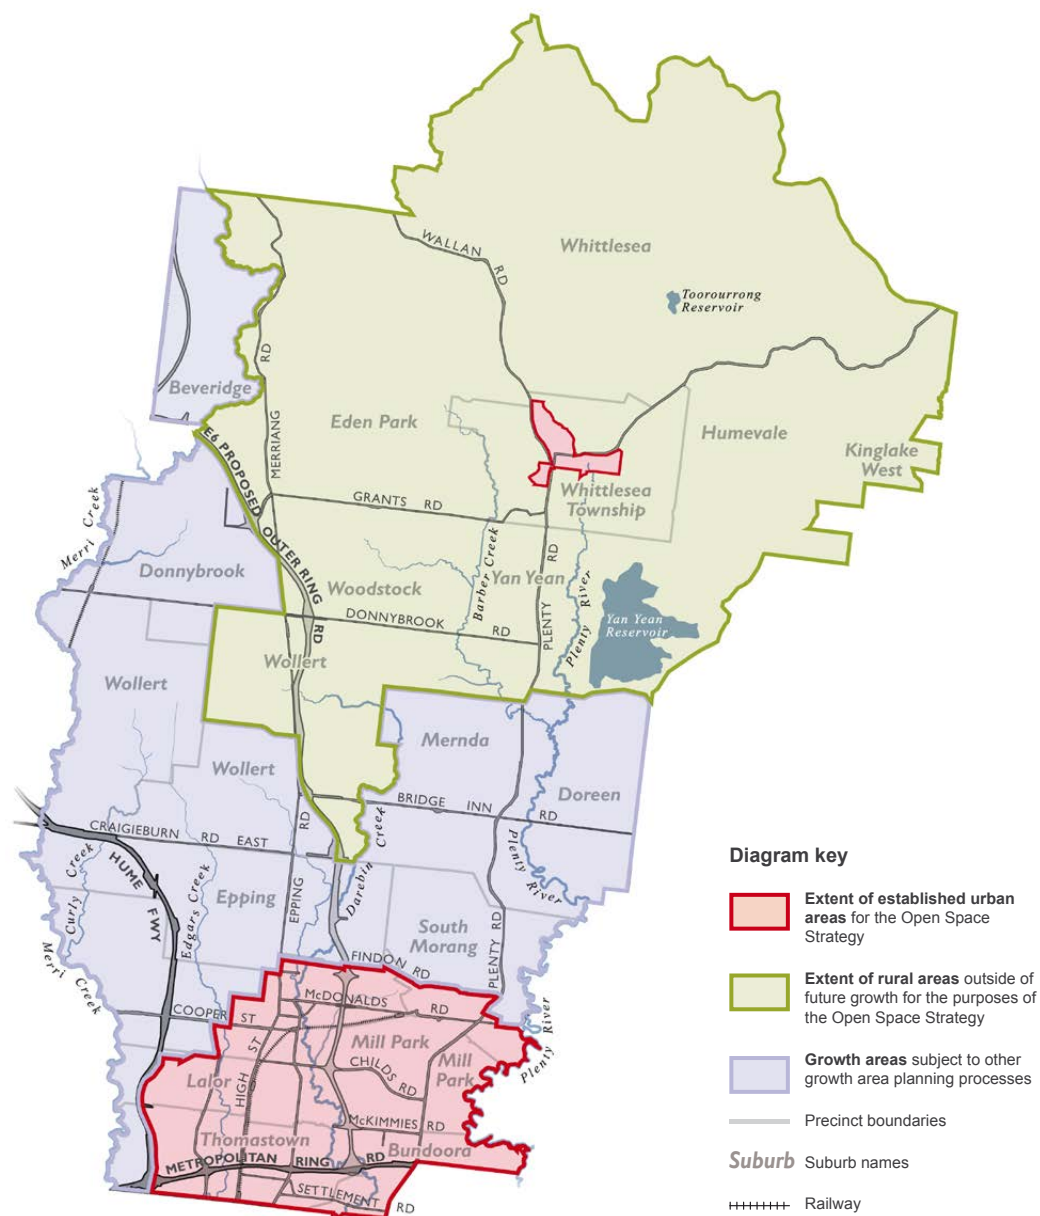 WALLAN RD
Whittlesea
Toorourrong
Reservoir
Beveridge
RD
MERRIANG
Eden Park
Humevale
Kinglake
West
E6 PROPOSED OUTER RING RD
GRANTS RD
Whittlesea
Township
Merri Creek
Donnybrook
Woodstock
Barber Creek
Yan Yean
PLENTY RD
Plenty River
Yan Yean
Reservoir
DONNYBROOK RD
Wollert
Wollert
Mernda
Wollert
Doreen
BRIDGE INN RD
CRAIGIEBURN RD EAST
RD
EPPING
Darebin Creek
Plenty River
HUME FWY
Curly Creek
Edgars Creek
Epping
South
Morang
PLENTY RD
Merri Creek
FINDON RD
McDONALDS RD
COOPER ST
Plenty River
Mill Park
Mill
Park
CHILDS RD
HIGH ST
Lalor
McKIMMIES RD
Thomastown
Bundoora
METROPOLITAN RING RD
SETTLEMENT RD
Diagram key
Extent of established urban
areas for the Open Space
Strategy
Extent of rural areas outside of
future growth for the purposes of
the Open Space Strategy
Growth areas subject to other
growth area planning processes
Precinct boundaries
Suburb Suburb names
Railway